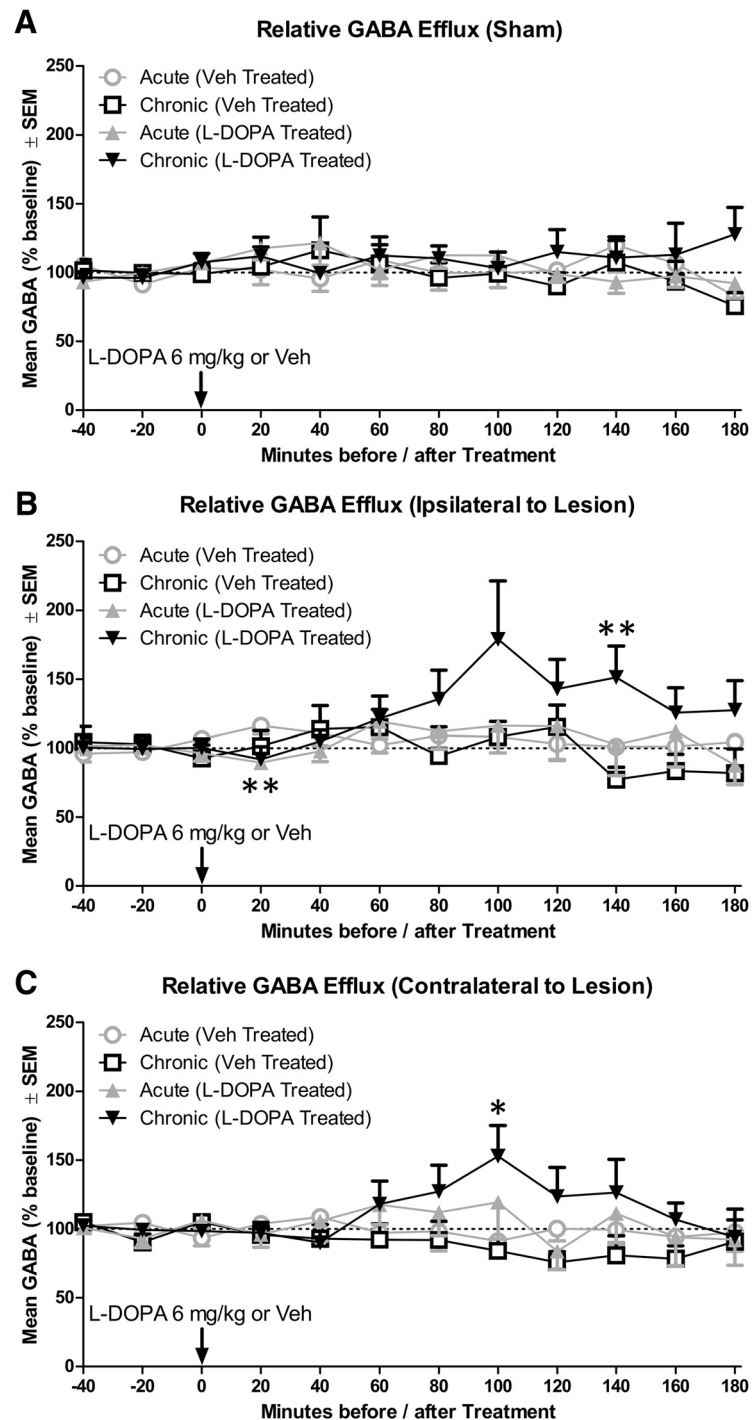 A
Relative GABA Efflux (Sham)
Mean GABA (% baseline) ± SEM
250
200
150
100
50
0
Acute (Veh Treated)
Chronic (Veh Treated)
Acute (L-DOPA Treated)
Chronic (L-DOPA Treated)
L-DOPA 6 mg/kg or Veh
-40 -20 0 20 40 60 80 100 120 140 160 180
Minutes before / after Treatment
B
Relative GABA Efflux (Ipsilateral to Lesion)
Mean GABA (% baseline) ± SEM
250
200
150
100
50
0
Acute (Veh Treated)
Chronic (Veh Treated)
Acute (L-DOPA Treated)
Chronic (L-DOPA Treated)
**
**
L-DOPA 6 mg/kg or Veh
-40 -20 0 20 40 60 80 100 120 140 160 180
Minutes before / after Treatment
C
Relative GABA Efflux (Contralateral to Lesion)
Mean GABA (% baseline) ± SEM
250
200
150
100
50
0
Acute (Veh Treated)
Chronic (Veh Treated)
Acute (L-DOPA Treated)
Chronic (L-DOPA Treated)
*
L-DOPA 6 mg/kg or Veh
-40 -20 0 20 40 60 80 100 120 140 160 180
Minutes before / after Treatment